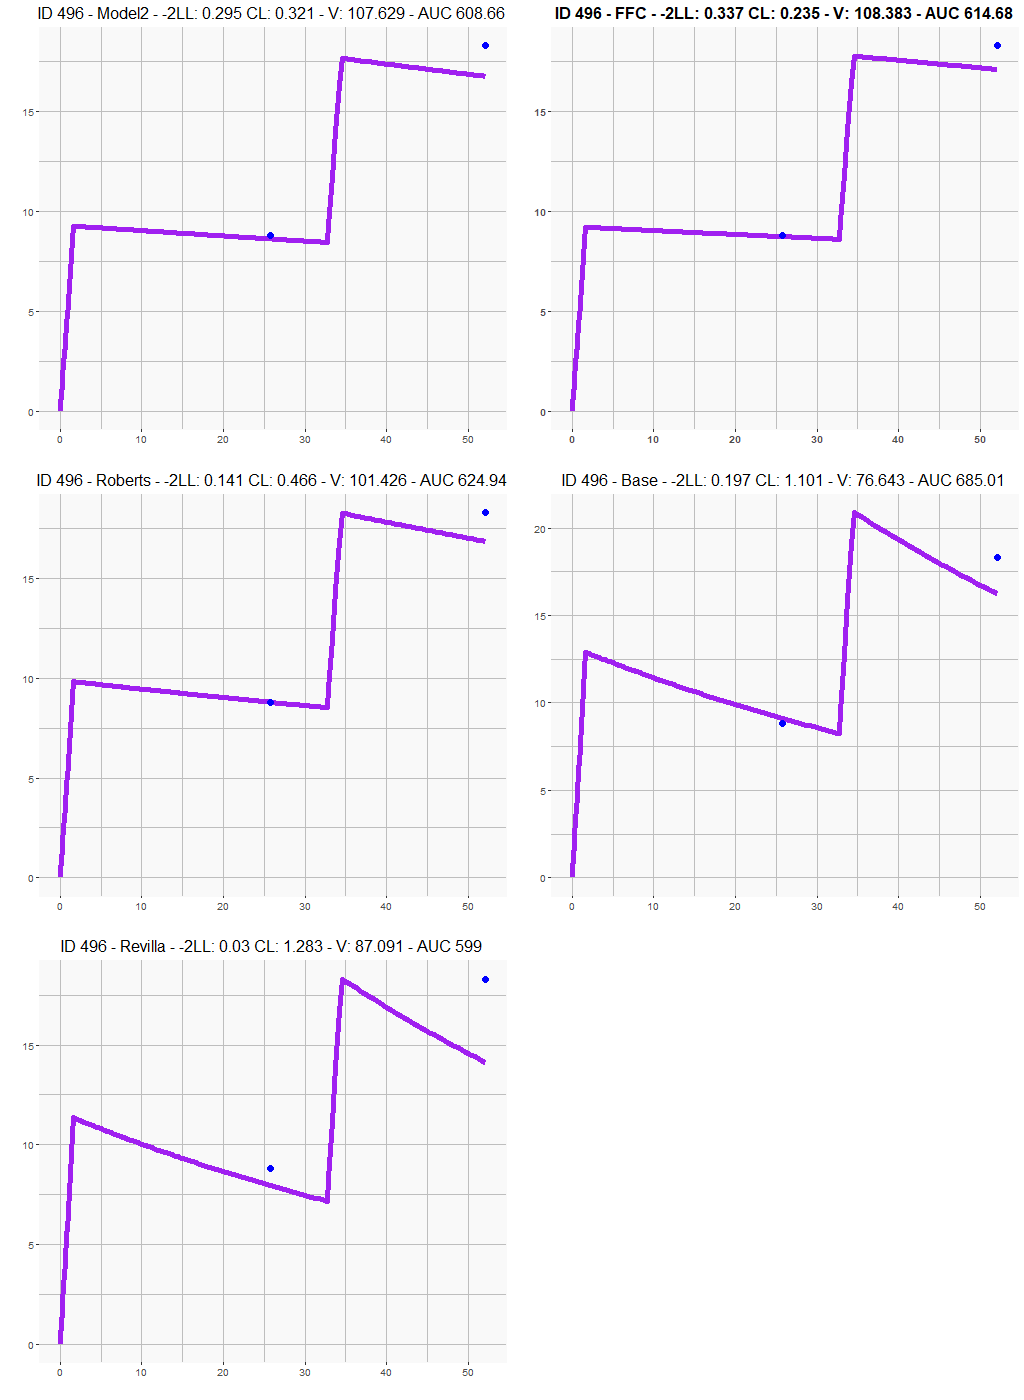 ID 496 - Model2 - -2LL: 0.295 CL: 0.321 - V: 107.629 - AUC 608.66
15
10
5
0
0 10 20 30 40 50
ID 496 - FFC - -2LL: 0.337 CL: 0.235 - V: 108.383 - AUC 614.68
15
10
5
0
0 10 20 30 40 50
ID 496 - Roberts - -2LL: 0.141 CL: 0.466 - V: 101.426 - AUC 624.94
15
10
5
0
0 10 20 30 40 50
ID 496 - Base - -2LL: 0.197 CL: 1.101 - V: 76.643 - AUC 685.01
20
15
10
5
0
0 10 20 30 40 50
ID 496 - Revilla - -2LL: 0.03 CL: 1.283 - V: 87.091 - AUC 599
15
10
5
0
0 10 20 30 40 50